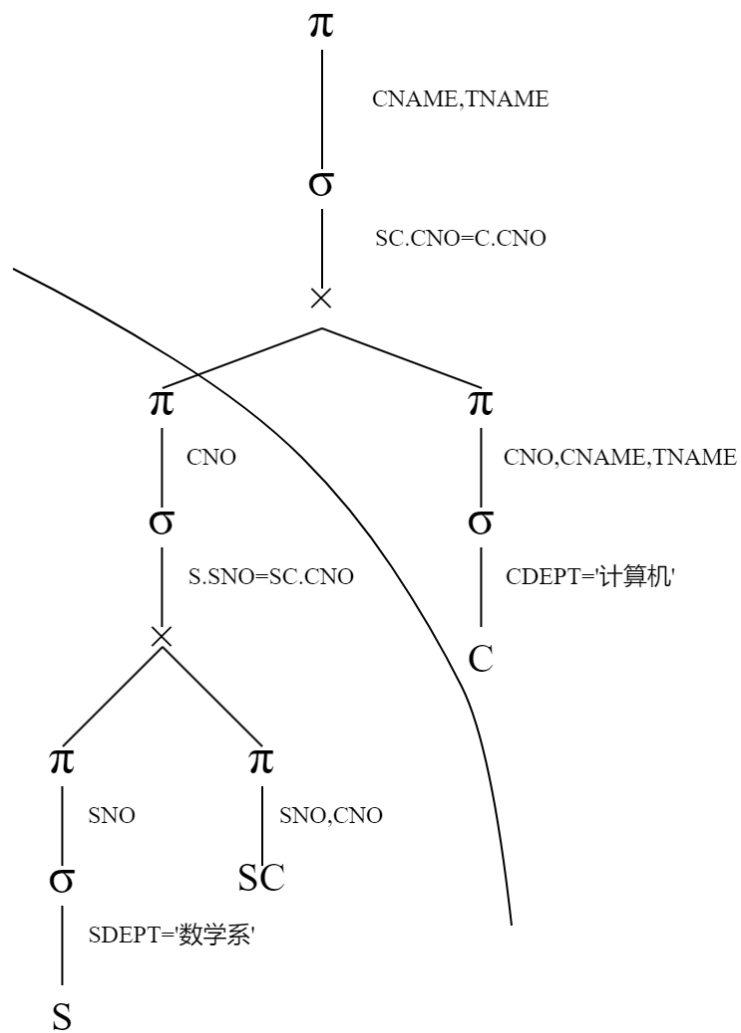 π
CNAME,TNAME
σ
SC.CNO=C.CNO
×
π π
CNO CNO,CNAME,TNAME
σ σ
S.SNO=SC.CNO CDEPT='计算机'
×
C
π π
SNO SNO,CNO
σ SC
SDEPT='数学系'
S